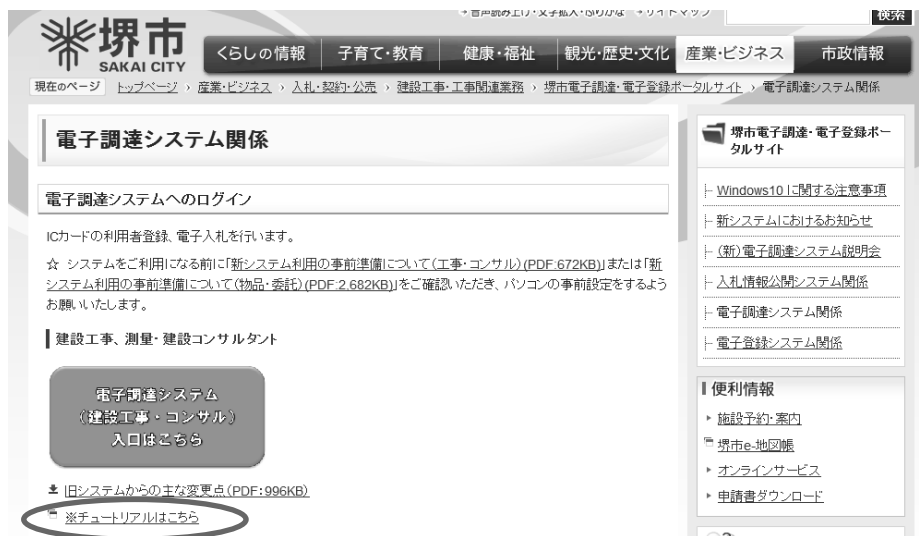 音声読み上げ・文字拡大・ふりがな サイトマップ
検索
堺市
SAKAI CITY
くらしの情報
子育て・教育
健康・福祉
観光・歴史・文化
産業・ビジネス
市政情報
現在のページ トップページ › 産業・ビジネス › 入札・契約・公売 › 建設工事・工事関連業務 › 堺市電子調達・電子登録ポータルサイト › 電子調達システム関係
電子調達システム関係
電子調達システムへのログイン
ICカードの利用者登録、電子入札を行います。
☆ システムをご利用になる前に「新システム利用の事前準備について(工事・コンサル)(PDF:672KB)」または「新
システム利用の事前準備について(物品・委託)(PDF:2,682KB)」をご確認いただき、パソコンの事前設定をするよう
お願いいたします。
建設工事、測量・建設コンサルタント
電子調達システム
(建設工事・コンサル)
入口はこちら
旧システムからの主な変更点(PDF:996KB)
※チュートリアルはこちら
堺市電子調達・電子登録ポー
タルサイト
Windows10に関する注意事項
新システムにおけるお知らせ
(新)電子調達システム説明会
入札情報公開システム関係
電子調達システム関係
電子登録システム関係
便利情報
施設予約・案内
堺市e-地図帳
オンラインサービス
申請書ダウンロード